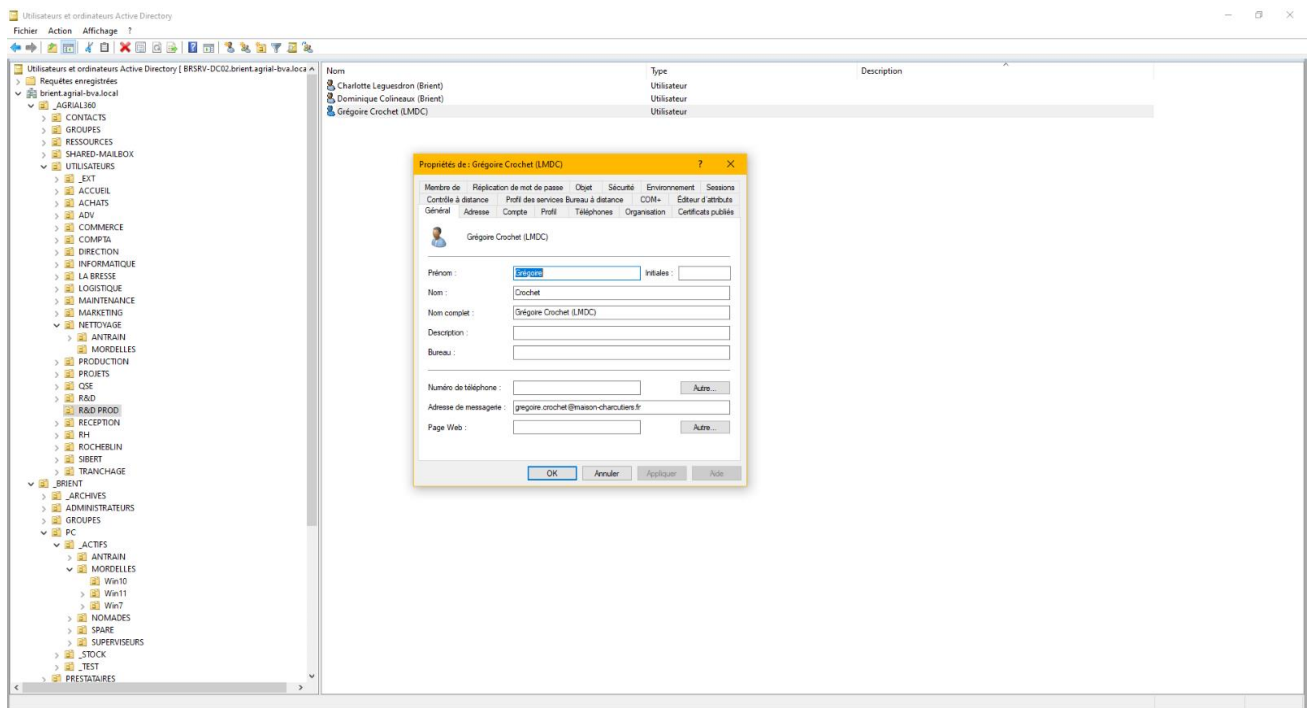 Utilisateurs et ordinateurs Active Directory
Fichier Action Affichage ?
Utilisateurs et ordinateurs Active Directory [ BRSRV-DC02.brient.agrial-bva.loca
Requêtes enregistrées
brient.agrial-bva.local
_AGRIAL360
CONTACTS
GROUPES
RESSOURCES
SHARED-MAILBOX
UTILISATEURS
_EXT
ACCUEIL
ACHATS
ADV
COMMERCE
COMPTA
DIRECTION
INFORMATIQUE
LA BRESSE
LOGISTIQUE
MAINTENANCE
MARKETING
NETTOYAGE
ANTRAIN
MORDELLES
PRODUCTION
PROJETS
QSE
R&D
R&D PROD
RECEPTION
RH
ROCHEBLIN
SIBERT
TRANCHAGE
_BRIENT
_ARCHIVES
ADMINISTRATEURS
GROUPES
PC
_ACTIFS
ANTRAIN
MORDELLES
Win10
Win11
Win7
NOMADES
SPARE
SUPERVISEURS
_STOCK
_TEST
PRESTATAIRES
Nom Type Description
Charlotte Leguesdron (Brient) Utilisateur
Dominique Colineaux (Brient) Utilisateur
Grégoire Crochet (LMDC) Utilisateur
Propriétés de : Grégoire Crochet (LMDC) ?
Membre de Réplication de mot de passe Objet Sécurité Environnement Sessions
Contrôle à distance Profil des services Bureau à distance COM+ Éditeur d'attributs
Général Adresse Compte Profil Téléphones Organisation Certificats publiés
Grégoire Crochet (LMDC)
Prénom : Grégoire Initiales :
Nom : Crochet
Nom complet : Grégoire Crochet (LMDC)
Description :
Bureau :
Numéro de téléphone : Autre...
Adresse de messagerie : gregoire.crochet@maison-charcutiers.fr
Page Web : Autre...
OK Annuler Appliquer Aide